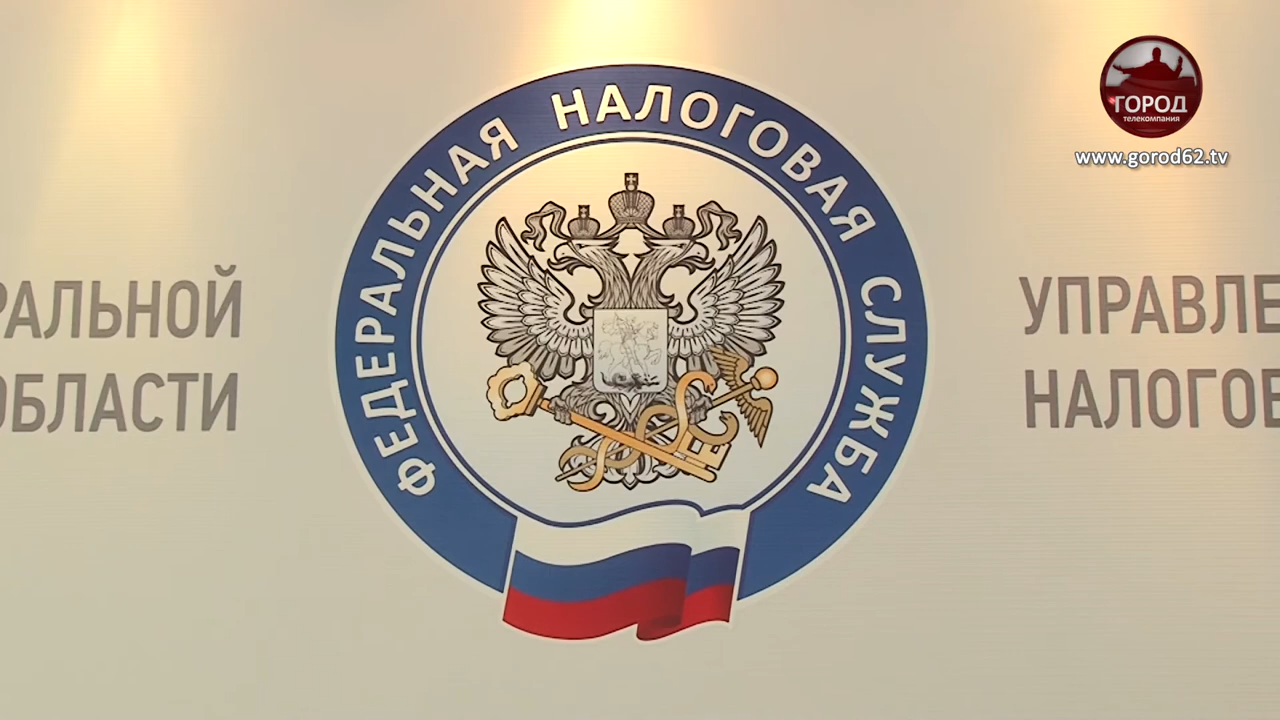 ГОРОД
телекомпания
www.gorod62.tv
ФЕДЕРАЛЬНАЯ НАЛОГОВАЯ СЛУЖБА
РАЛЬНОЙ
ОБЛАСТИ
УПРАВЛЕ
НАЛОГОВ